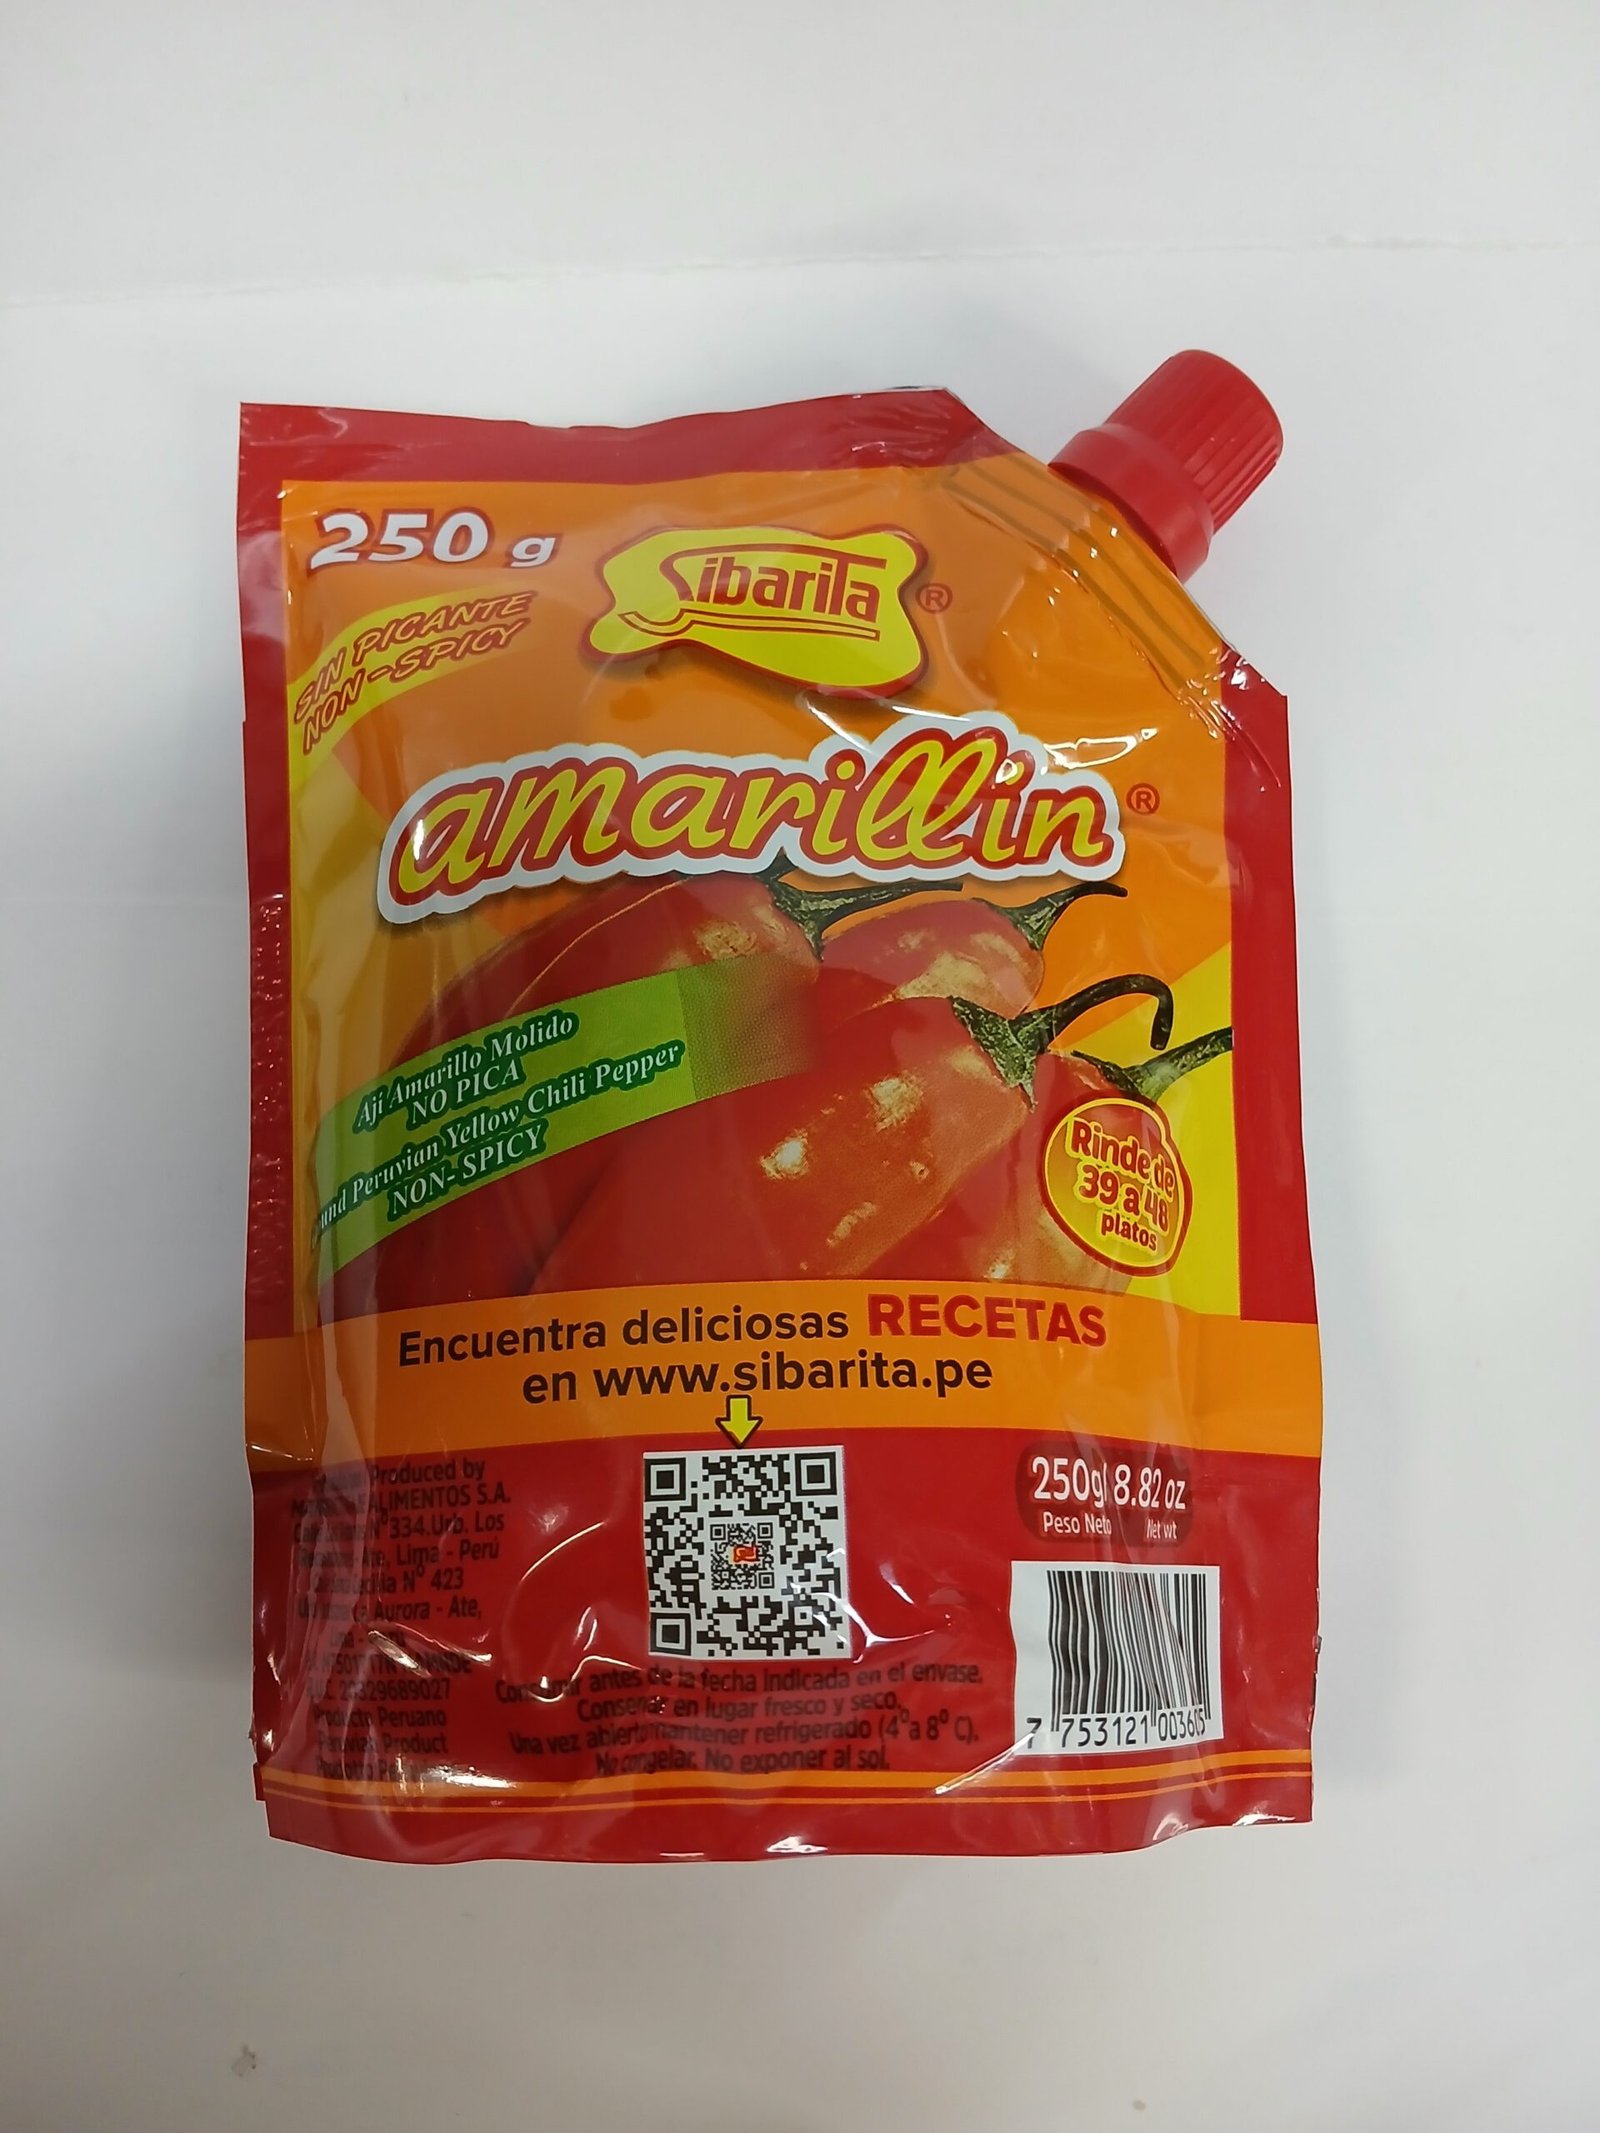 250 g
Sibarita ®
SIN PICANTE
NON-SPICY
amarillin ®
Ají Amarillo Molido
NO PICA
Peruvian Yellow Chili Pepper
NON- SPICY
Rinde de
39 a 48
platos
Encuentra deliciosas RECETAS
en www.sibarita.pe
Produced by
ALIMENTOS S.A.
N° 334.Urb. Los
Lima - Perú
N° 423
Aurora - Ate,
Producto Peruano
Peruvian Product
250g 8.82 oz
Peso Neto Net wt
Consumir antes de la fecha indicada en el envase.
Conservar en lugar fresco y seco.
Una vez abierto mantener refrigerado (4° a 8° C).
No congelar. No exponer al sol.
7 753121 003605